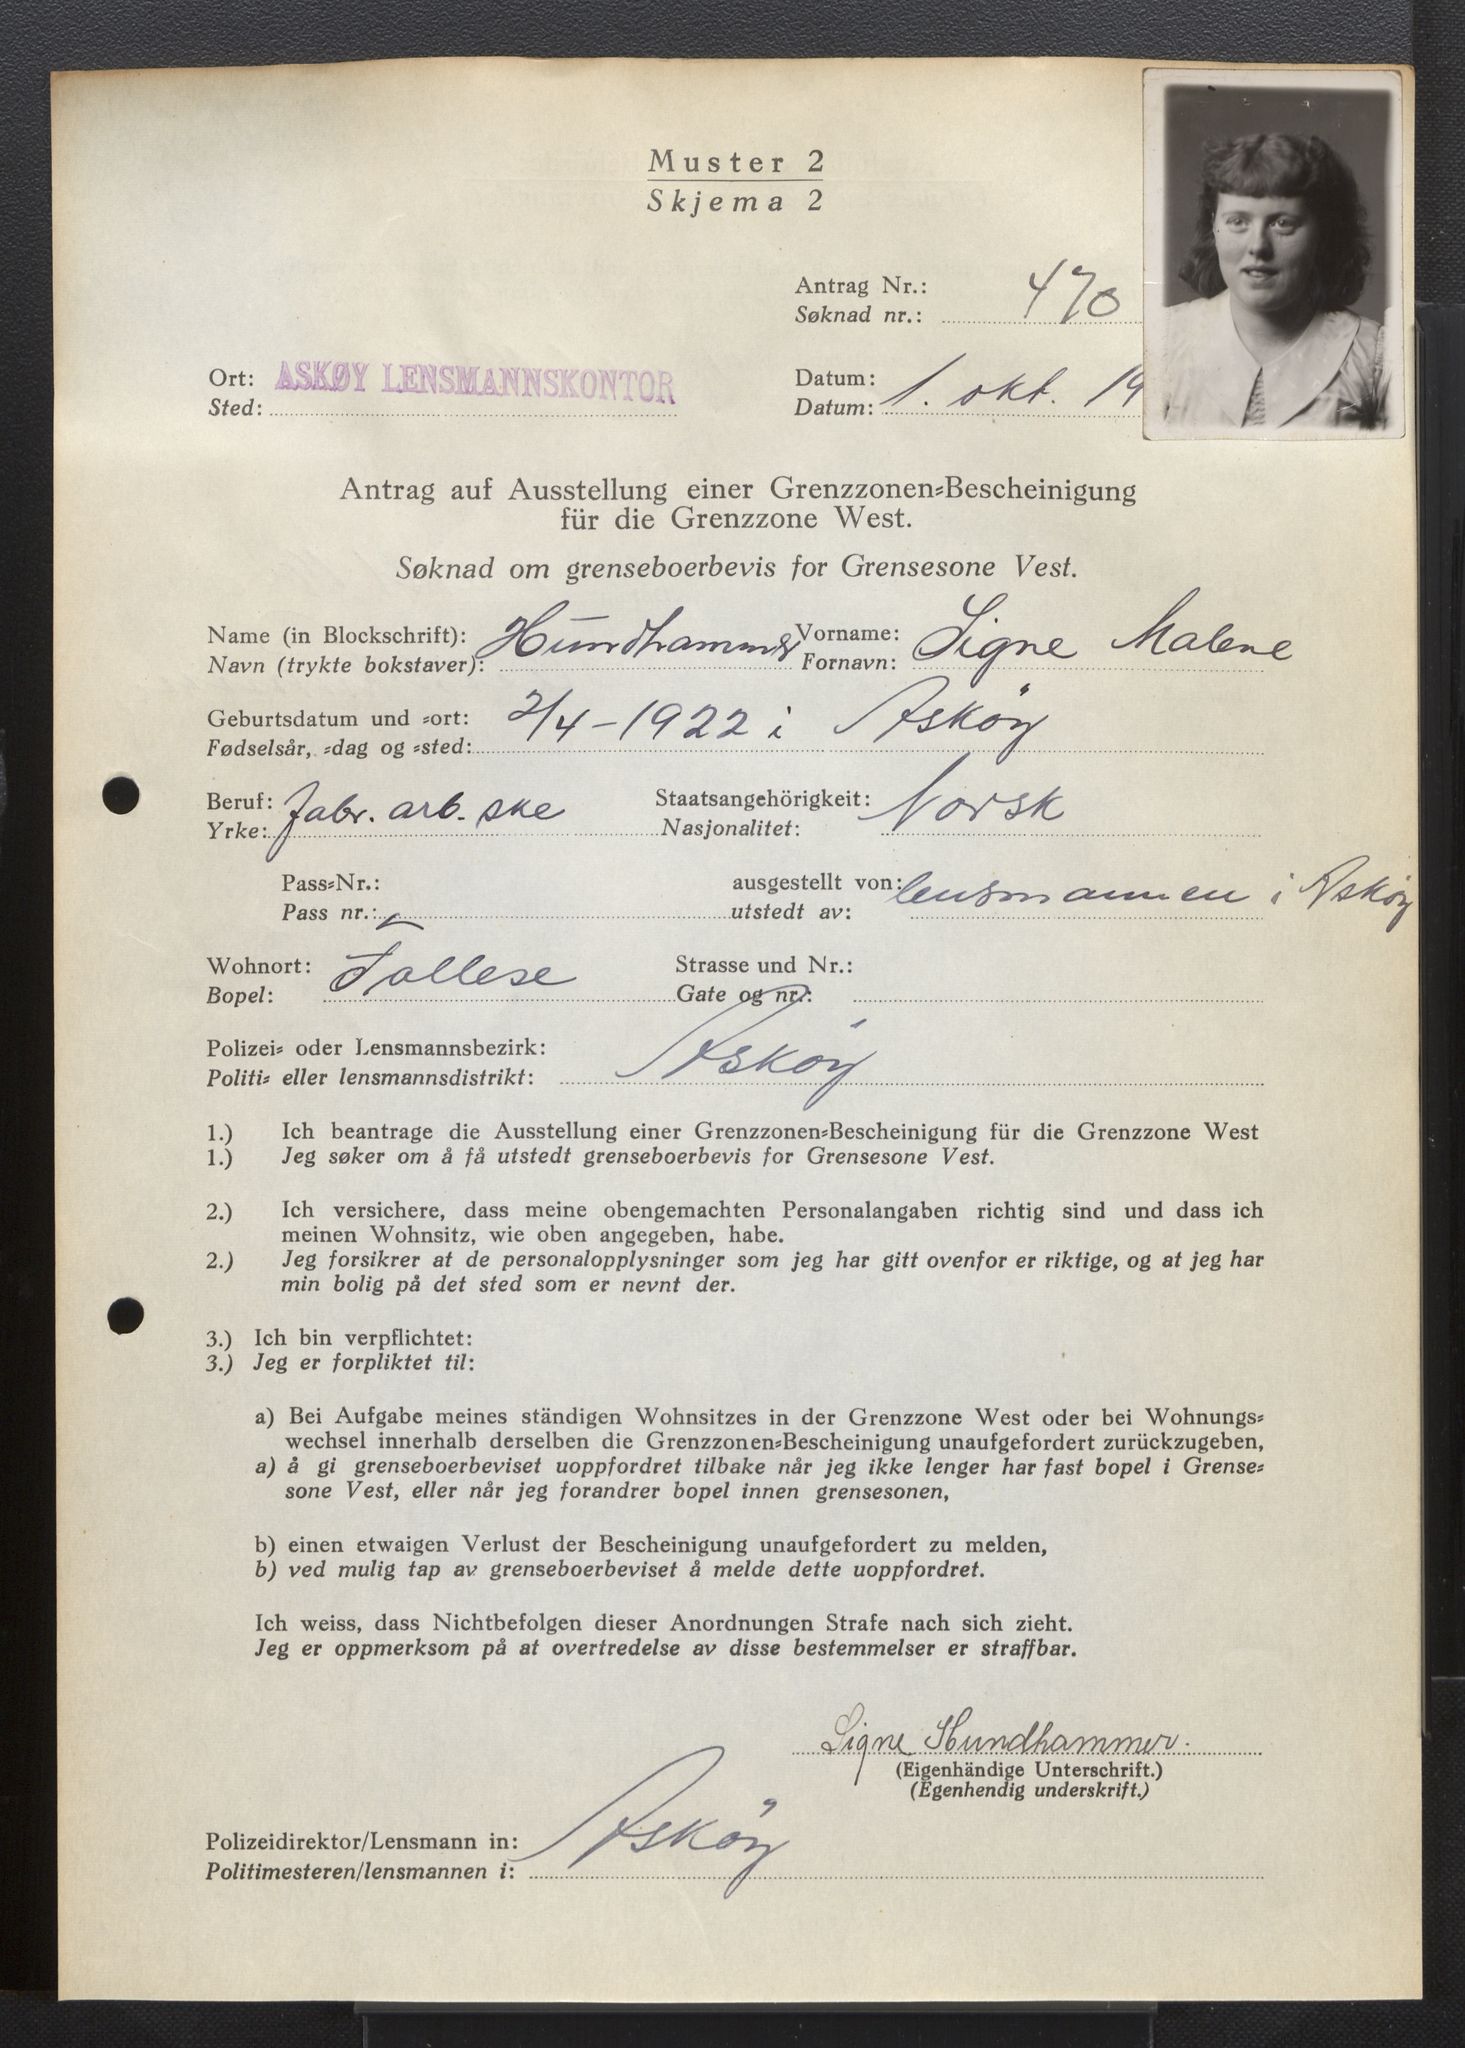 Muster 2
Skjema 2
Antrag Nr.:
Søknad nr.: 470
Ort: ASKØY LENSMANNSKONTOR
Sted:
Datum:
Datum: 1. okt. 19
Antrag auf Ausstellung einer Grenzzonen-Bescheinigung
für die Grenzzone West.
Søknad om grenseboerbevis for Grensesone Vest.
Name (in Blockschrift): Hundhammer Vorname: Signe Malene
Navn (trykte bokstaver): Fornavn:
Geburtsdatum und -ort: 2/4-1922 i Askøy
Fødselsår, -dag og -sted:
Beruf: fabr. arb. ske Staatsangehörigkeit: Norsk
Yrke: Nasjonalitet:
Pass-Nr.: ausgestellt von: lensmannen i Askøy
Pass nr.: utstedt av:
Wohnort: Follese Strasse und Nr.:
Bopel: Gate og nr.:
Polizei- oder Lensmannsbezirk: Askøy
Politi- eller lensmannsdistrikt:
1.) Ich beantrage die Ausstellung einer Grenzzonen-Bescheinigung für die Grenzzone West
1.) Jeg søker om å få utstedt grenseboerbevis for Grensesone Vest.
2.) Ich versichere, dass meine obengemachten Personalangaben richtig sind und dass ich
meinen Wohnsitz, wie oben angegeben, habe.
2.) Jeg forsikrer at de personalopplysninger som jeg har gitt ovenfor er riktige, og at jeg har
min bolig på det sted som er nevnt der.
3.) Ich bin verpflichtet:
3.) Jeg er forpliktet til:
a) Bei Aufgabe meines ständigen Wohnsitzes in der Grenzzone West oder bei Wohnungs-
wechsel innerhalb derselben die Grenzzonen-Bescheinigung unaufgefordert zurückzugeben,
a) å gi grenseboerbeviset uoppfordret tilbake når jeg ikke lenger har fast bopel i Grense-
sone Vest, eller når jeg forandrer bopel innen grensesonen,
b) einen etwaigen Verlust der Bescheinigung unaufgefordert zu melden,
b) ved mulig tap av grenseboerbeviset å melde dette uoppfordret.
Ich weiss, dass Nichtbefolgen dieser Anordnungen Strafe nach sich zieht.
Jeg er oppmerksom på at overtredelse av disse bestemmelser er straffbar.
Signe Hundhammer.
(Eigenhändige Unterschrift.)
(Egenhendig underskrift.)
Polizeidirektor/Lensmann in: Askøy
Politimesteren/lensmannen i: